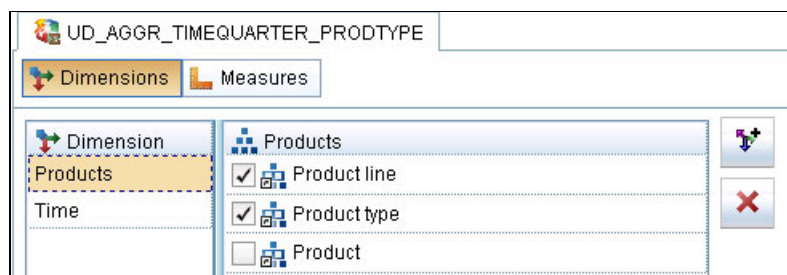 UD_AGGR_TIMEQUARTER_PRODTYPE
Dimensions Measures
Dimension Products
Products Product line
Time Product type
Product